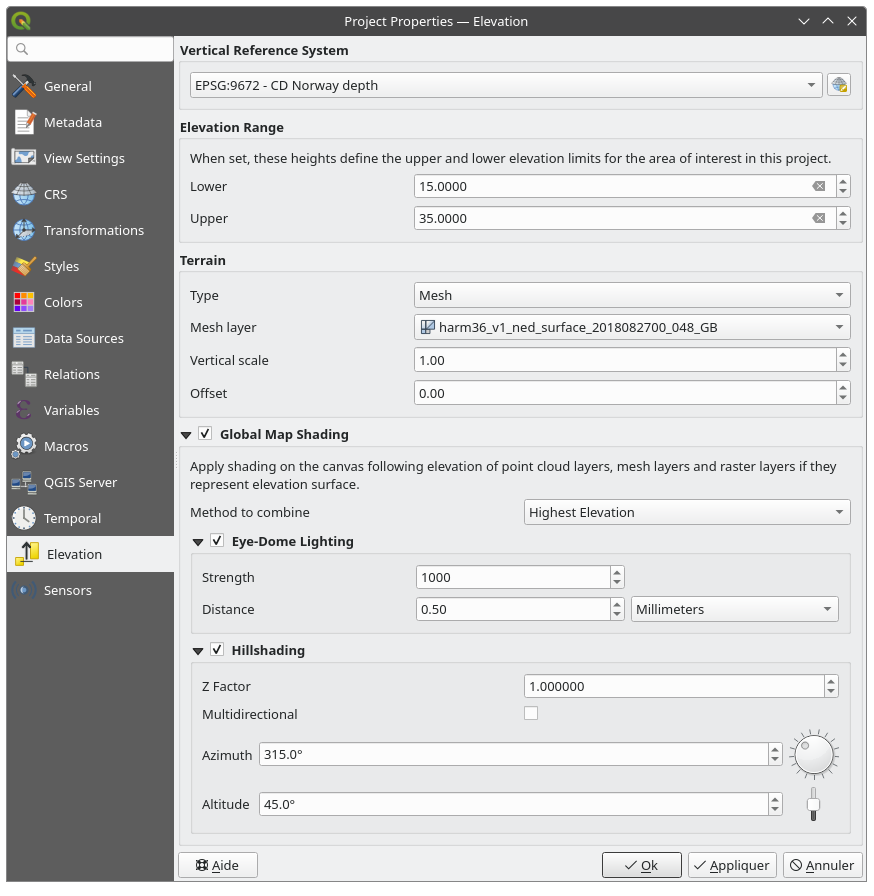 Project Properties — Elevation
General
Metadata
View Settings
CRS
Transformations
Styles
Colors
Data Sources
Relations
Variables
Macros
QGIS Server
Temporal
Elevation
Sensors
Vertical Reference System
EPSG:9672 - CD Norway depth
Elevation Range
When set, these heights define the upper and lower elevation limits for the area of interest in this project.
Lower 15.0000
Upper 35.0000
Terrain
Type Mesh
Mesh layer harm36_v1_ned_surface_2018082700_048_GB
Vertical scale 1.00
Offset 0.00
Global Map Shading
Apply shading on the canvas following elevation of point cloud layers, mesh layers and raster layers if they
represent elevation surface.
Method to combine Highest Elevation
Eye-Dome Lighting
Strength 1000
Distance 0.50 Millimeters
Hillshading
Z Factor 1.000000
Multidirectional
Azimuth 315.0°
Altitude 45.0°
Aide Ok Appliquer Annuler